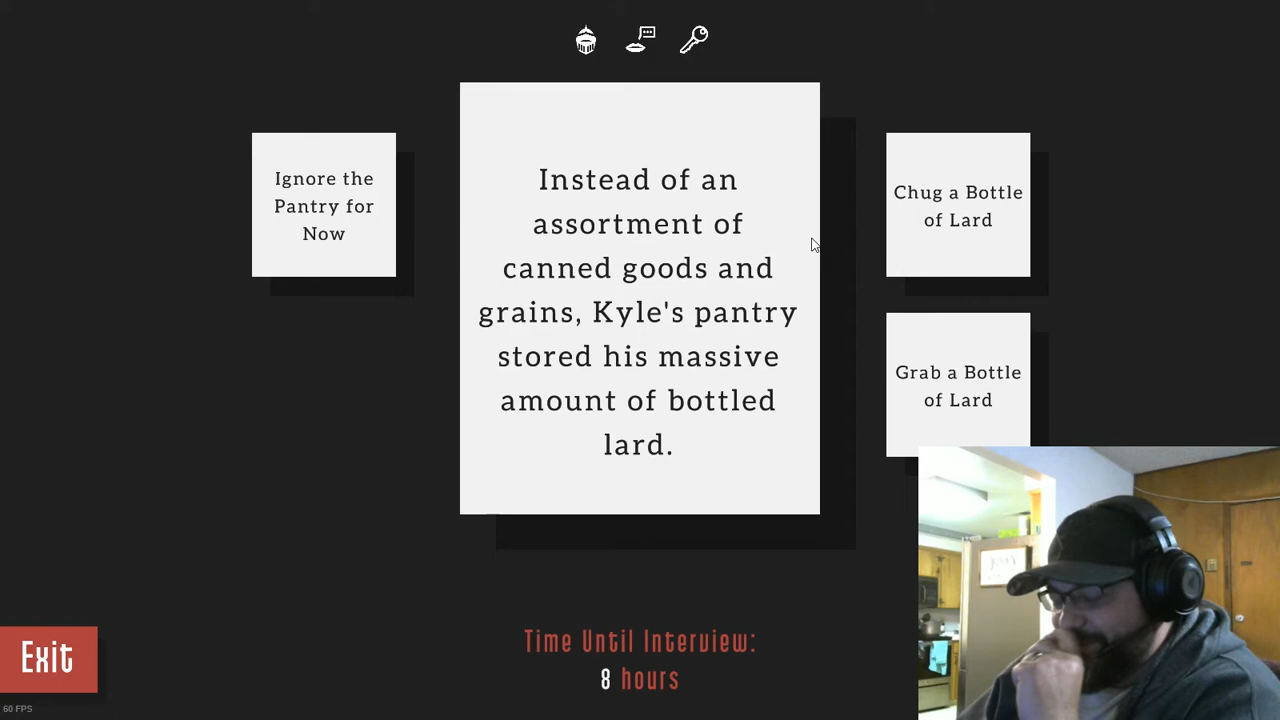 Ignore the
Pantry for
Now
Instead of an
assortment of
canned goods and
grains, Kyle's pantry
stored his massive
amount of bottled
lard.
Chug a Bottle
of Lard
Grab a Bottle
of Lard
Time Until Interview:
8 hours
Exit
60 FPS